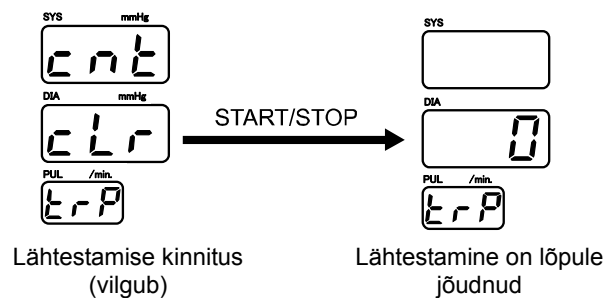 SYS mmHg
cnt
DIA mmHg
cLr
PUL /min.
trP
Lähtestamise kinnitus
(vilgub)
START/STOP
SYS
DIA
0
PUL /min.
trP
Lähtestamine on lõpule
jõudnud